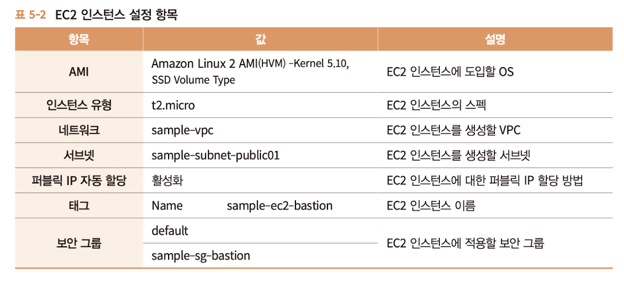 표 5-2 EC2 인스턴스 설정 항목
항목 값 설명
AMI Amazon Linux 2 AMI(HVM) -Kernel 5.10, SSD Volume Type EC2 인스턴스에 도입할 OS
인스턴스 유형 t2.micro EC2 인스턴스의 스펙
네트워크 sample-vpc EC2 인스턴스를 생성할 VPC
서브넷 sample-subnet-public01 EC2 인스턴스를 생성할 서브넷
퍼블릭 IP 자동 할당 활성화 EC2 인스턴스에 대한 퍼블릭 IP 할당 방법
태그 Name sample-ec2-bastion EC2 인스턴스 이름
보안 그룹 default EC2 인스턴스에 적용할 보안 그룹
sample-sg-bastion